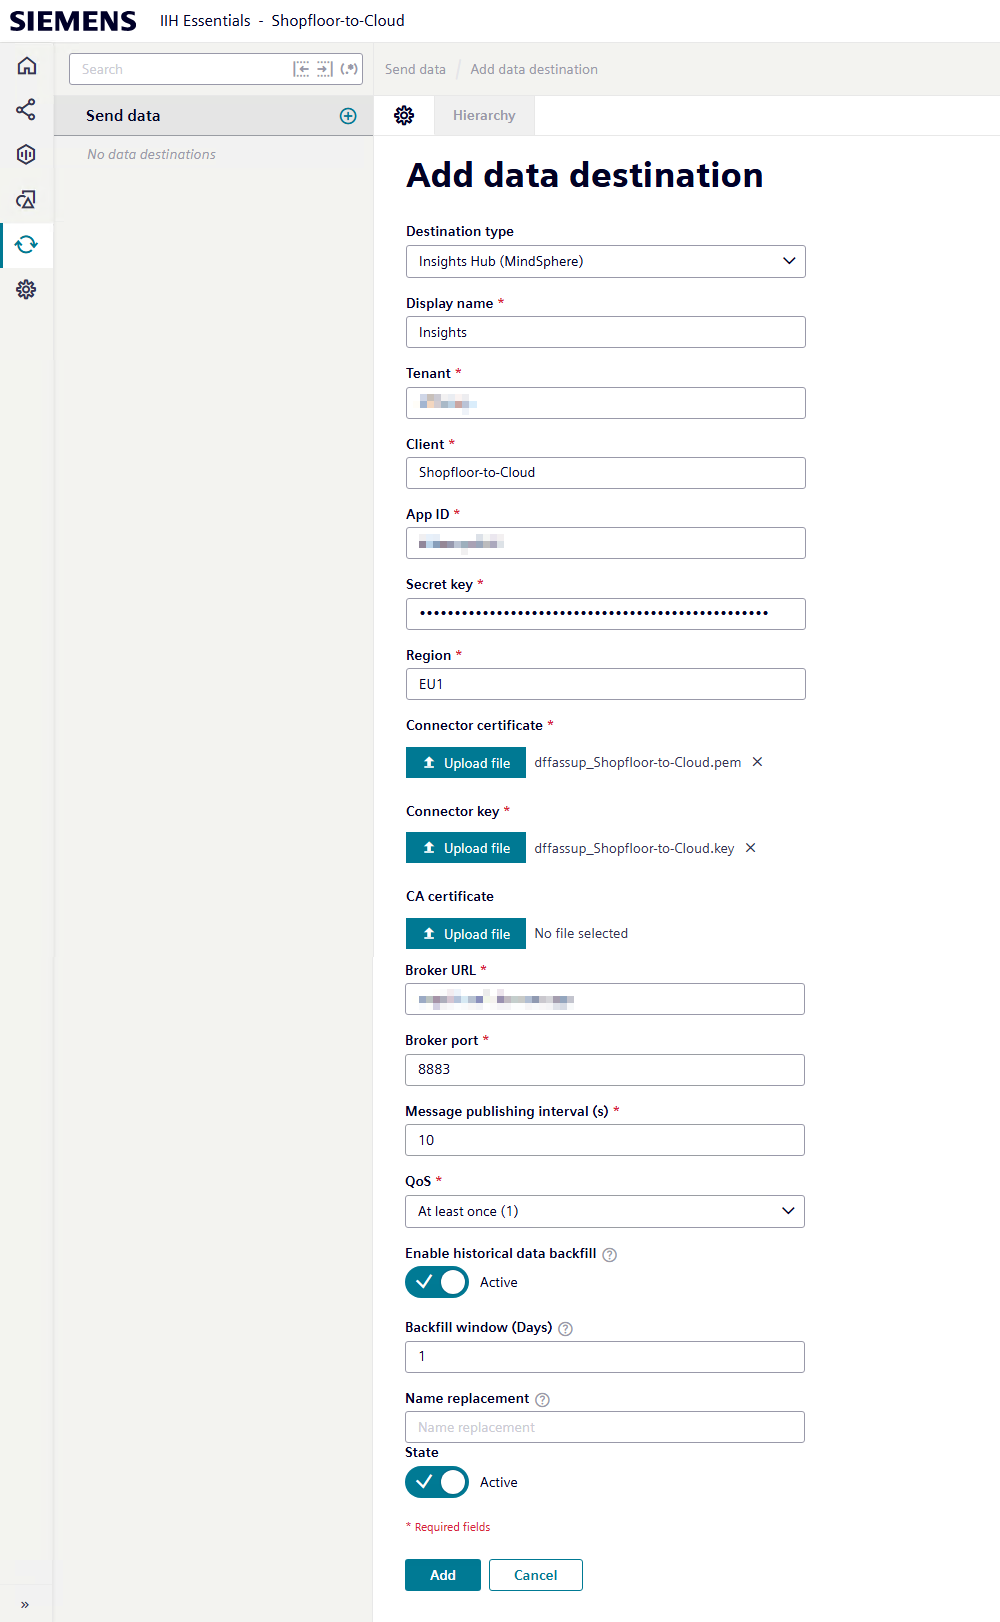 SIEMENS IIH Essentials - Shopfloor-to-Cloud
Search
(.*)
Send data / Add data destination
Send data
No data destinations
Hierarchy
Add data destination
Destination type
Insights Hub (MindSphere)
Display name *
Insights
Tenant *
Client *
Shopfloor-to-Cloud
App ID *
Secret key *
••••••••••••••••••••••••••••••••••••••••••••••••••
Region *
EU1
Connector certificate *
Upload file dffassup_Shopfloor-to-Cloud.pem ×
Connector key *
Upload file dffassup_Shopfloor-to-Cloud.key ×
CA certificate
Upload file No file selected
Broker URL *
Broker port *
8883
Message publishing interval (s) *
10
QoS *
At least once (1)
Enable historical data backfill ?
Active
Backfill window (Days) ?
1
Name replacement ?
Name replacement
State
Active
* Required fields
Add Cancel
»